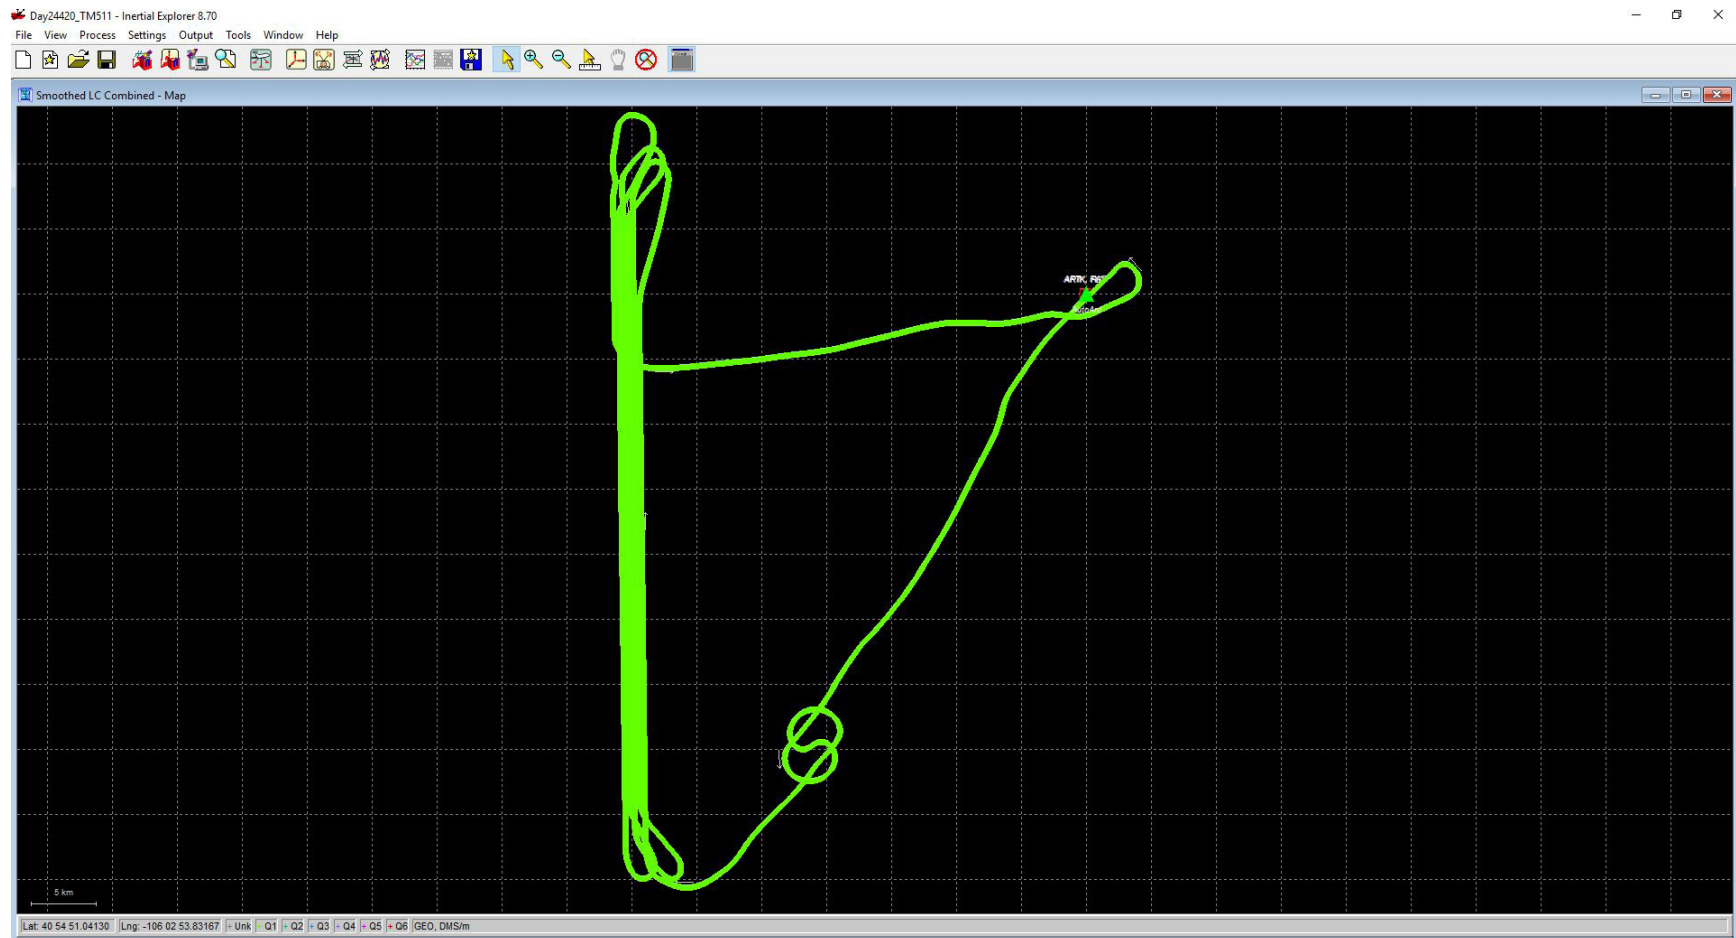 Day24420_TM511 - Inertial Explorer 8.70
File View Process Settings Output Tools Window Help
Smoothed LC Combined - Map
ARTK,
5 km
Lat: 40 54 51.04130 Lng: -106 02 53.83167 + Unk + Q1 + Q2 + Q3 + Q4 + Q5 + Q6 GEO, DMS/m